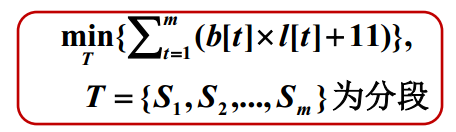 min_T{∑_{t=1}^{m}(b[t]×l[t]+11)},
T={S_1,S_2,...,S_m}为分段